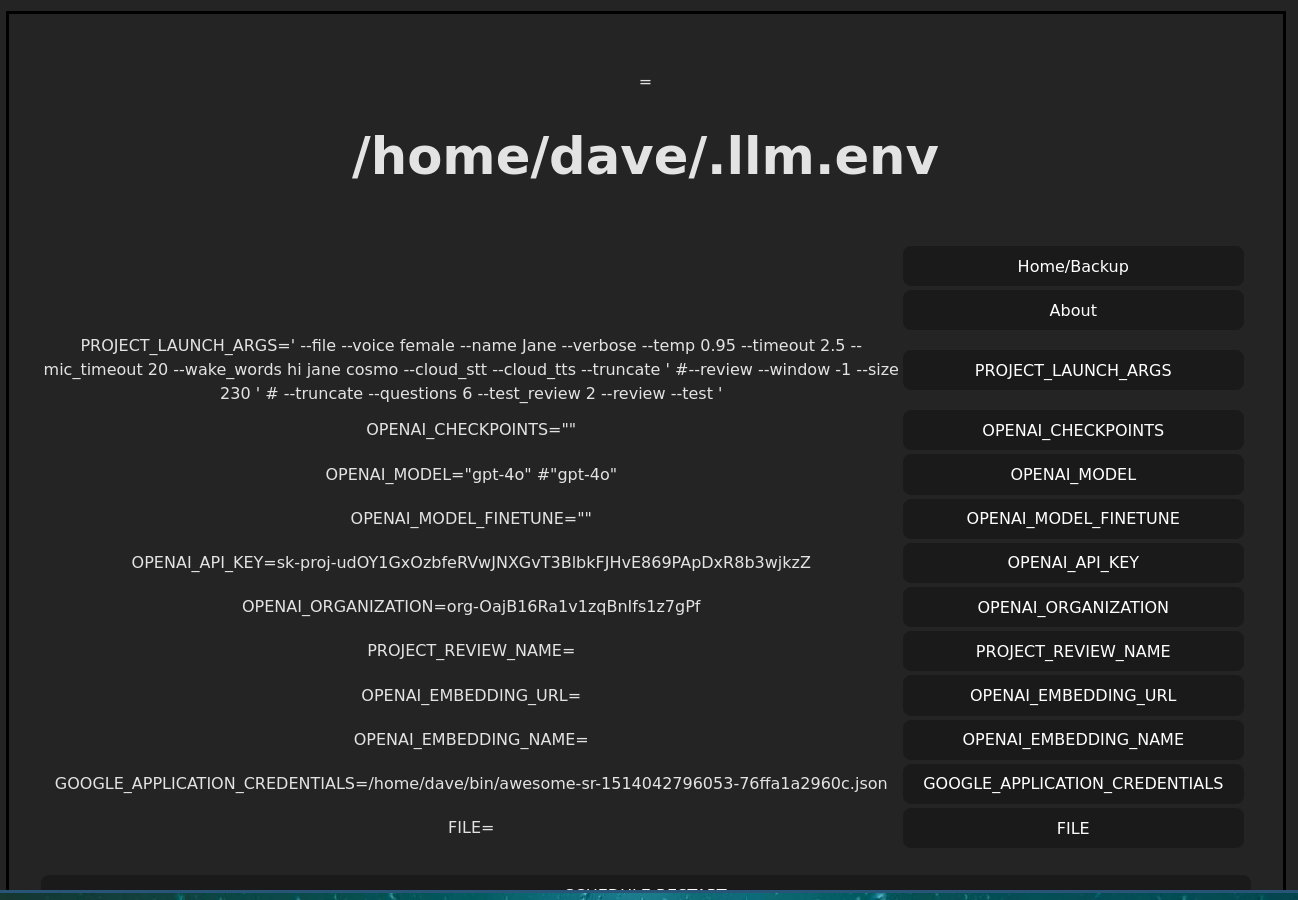 =
/home/dave/.llm.env
Home/Backup
About
PROJECT_LAUNCH_ARGS=' --file --voice female --name Jane --verbose --temp 0.95 --timeout 2.5 --
mic_timeout 20 --wake_words hi jane cosmo --cloud_stt --cloud_tts --truncate ' #--review --window -1 --size
230 ' # --truncate --questions 6 --test_review 2 --review --test '
PROJECT_LAUNCH_ARGS
OPENAI_CHECKPOINTS=""
OPENAI_CHECKPOINTS
OPENAI_MODEL="gpt-4o" #"gpt-4o"
OPENAI_MODEL
OPENAI_MODEL_FINETUNE=""
OPENAI_MODEL_FINETUNE
OPENAI_API_KEY=sk-proj-udOY1GxOzbfeRVwJNXGvT3BlbkFJHvE869PApDxR8b3wjkzZ
OPENAI_API_KEY
OPENAI_ORGANIZATION=org-OajB16Ra1v1zqBnIfs1z7gPf
OPENAI_ORGANIZATION
PROJECT_REVIEW_NAME=
PROJECT_REVIEW_NAME
OPENAI_EMBEDDING_URL=
OPENAI_EMBEDDING_URL
OPENAI_EMBEDDING_NAME=
OPENAI_EMBEDDING_NAME
GOOGLE_APPLICATION_CREDENTIALS=/home/dave/bin/awesome-sr-1514042796053-76ffa1a2960c.json
GOOGLE_APPLICATION_CREDENTIALS
FILE=
FILE
SCHEDULE RESTART